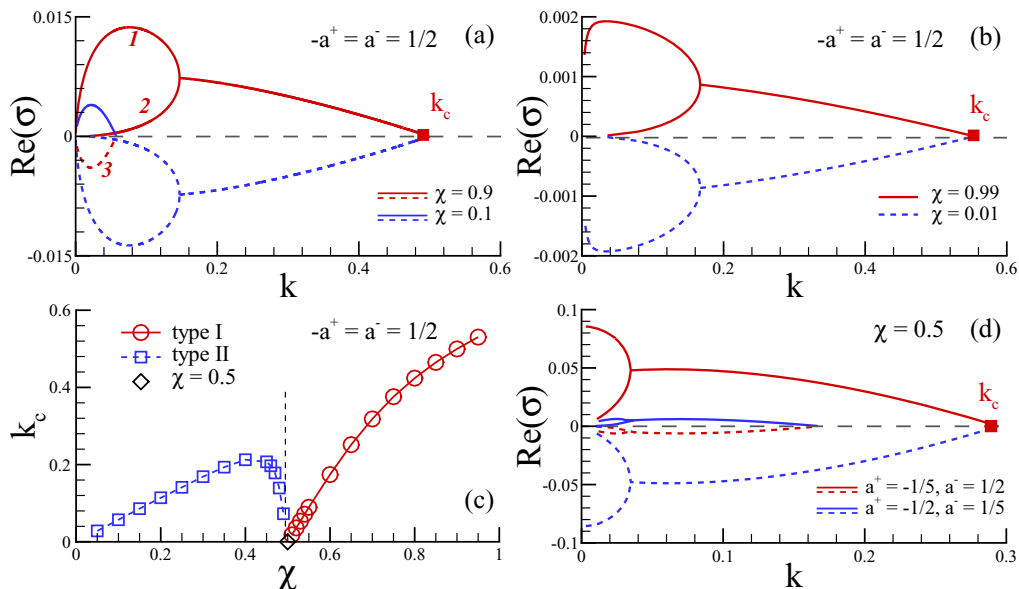 0.015
-a⁺ = a⁻ = 1/2
(a)
1
2
3
k_c
Re(σ)
0
-0.015
χ = 0.9
χ = 0.1
0
0.2
0.4
0.6
k
0.002
-a⁺ = a⁻ = 1/2
(b)
0.001
k_c
Re(σ)
0
-0.001
-0.002
χ = 0.99
χ = 0.01
0
0.2
0.4
0.6
k
0.6
type I
type II
χ = 0.5
-a⁺ = a⁻ = 1/2
0.4
k_c
0.2
(c)
0
0
0.2
0.4
0.6
0.8
1
χ
0.1
χ = 0.5
(d)
0.05
k_c
Re(σ)
0
-0.05
-0.1
a⁺ = -1/5, a⁻ = 1/2
a⁺ = -1/2, a⁻ = 1/5
0
0.1
0.2
0.3
k